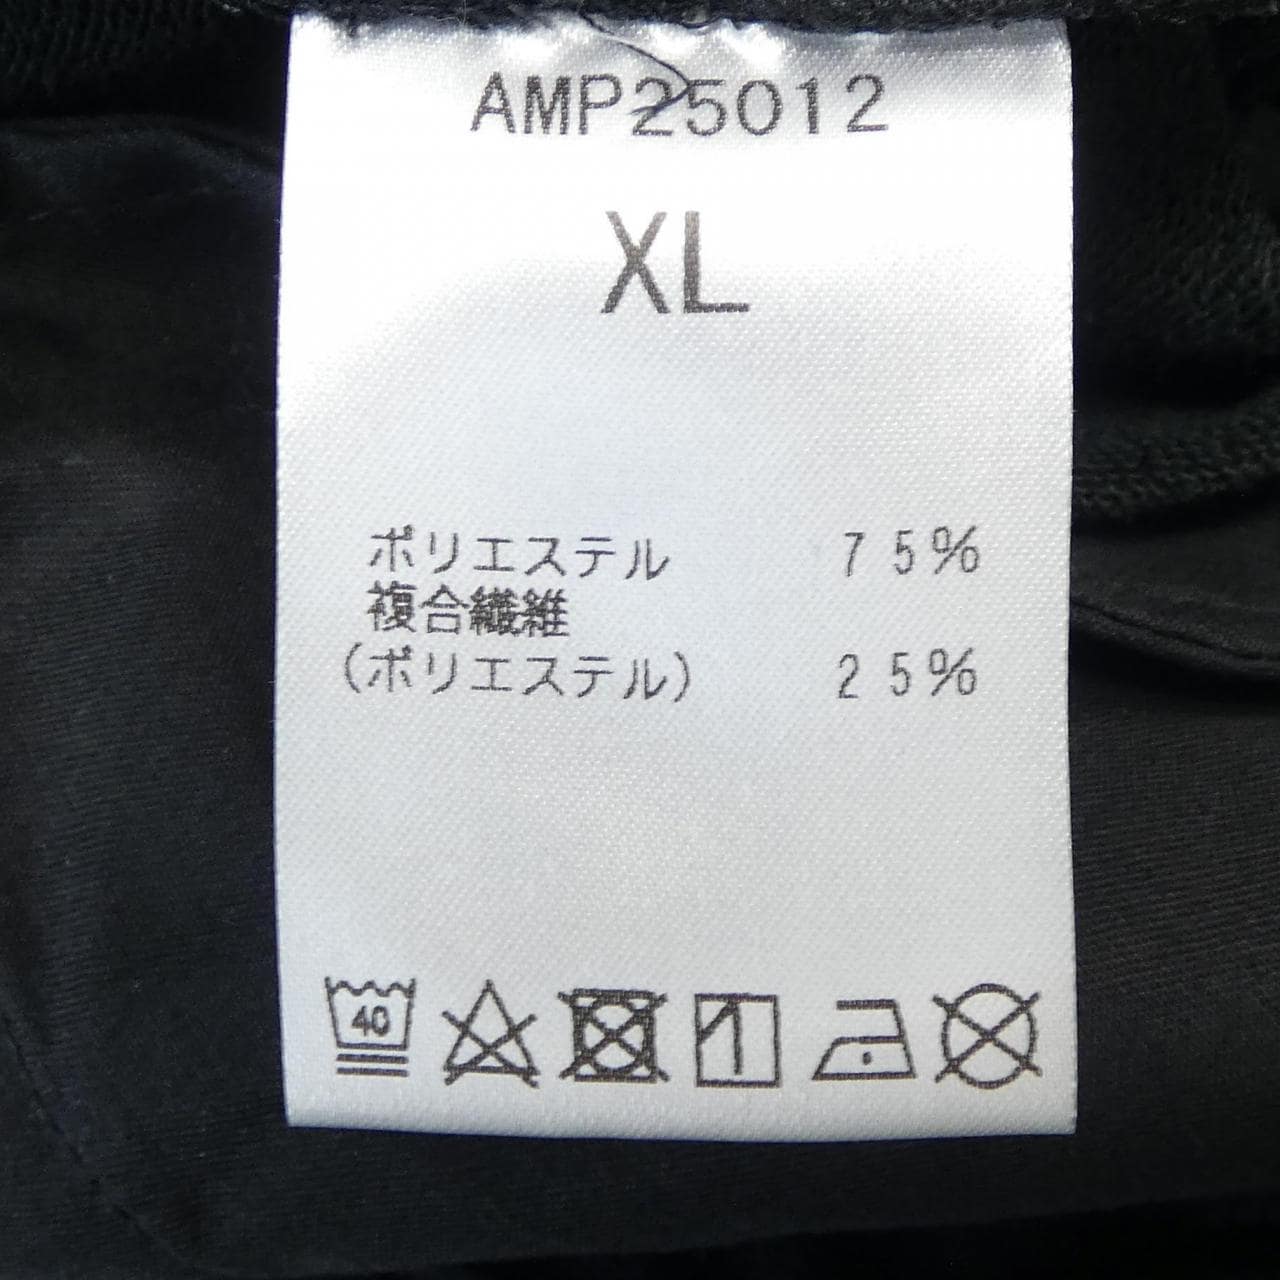 AMP25012
XL
ポリエステル 75%
複合繊維
(ポリエステル) 25%
40